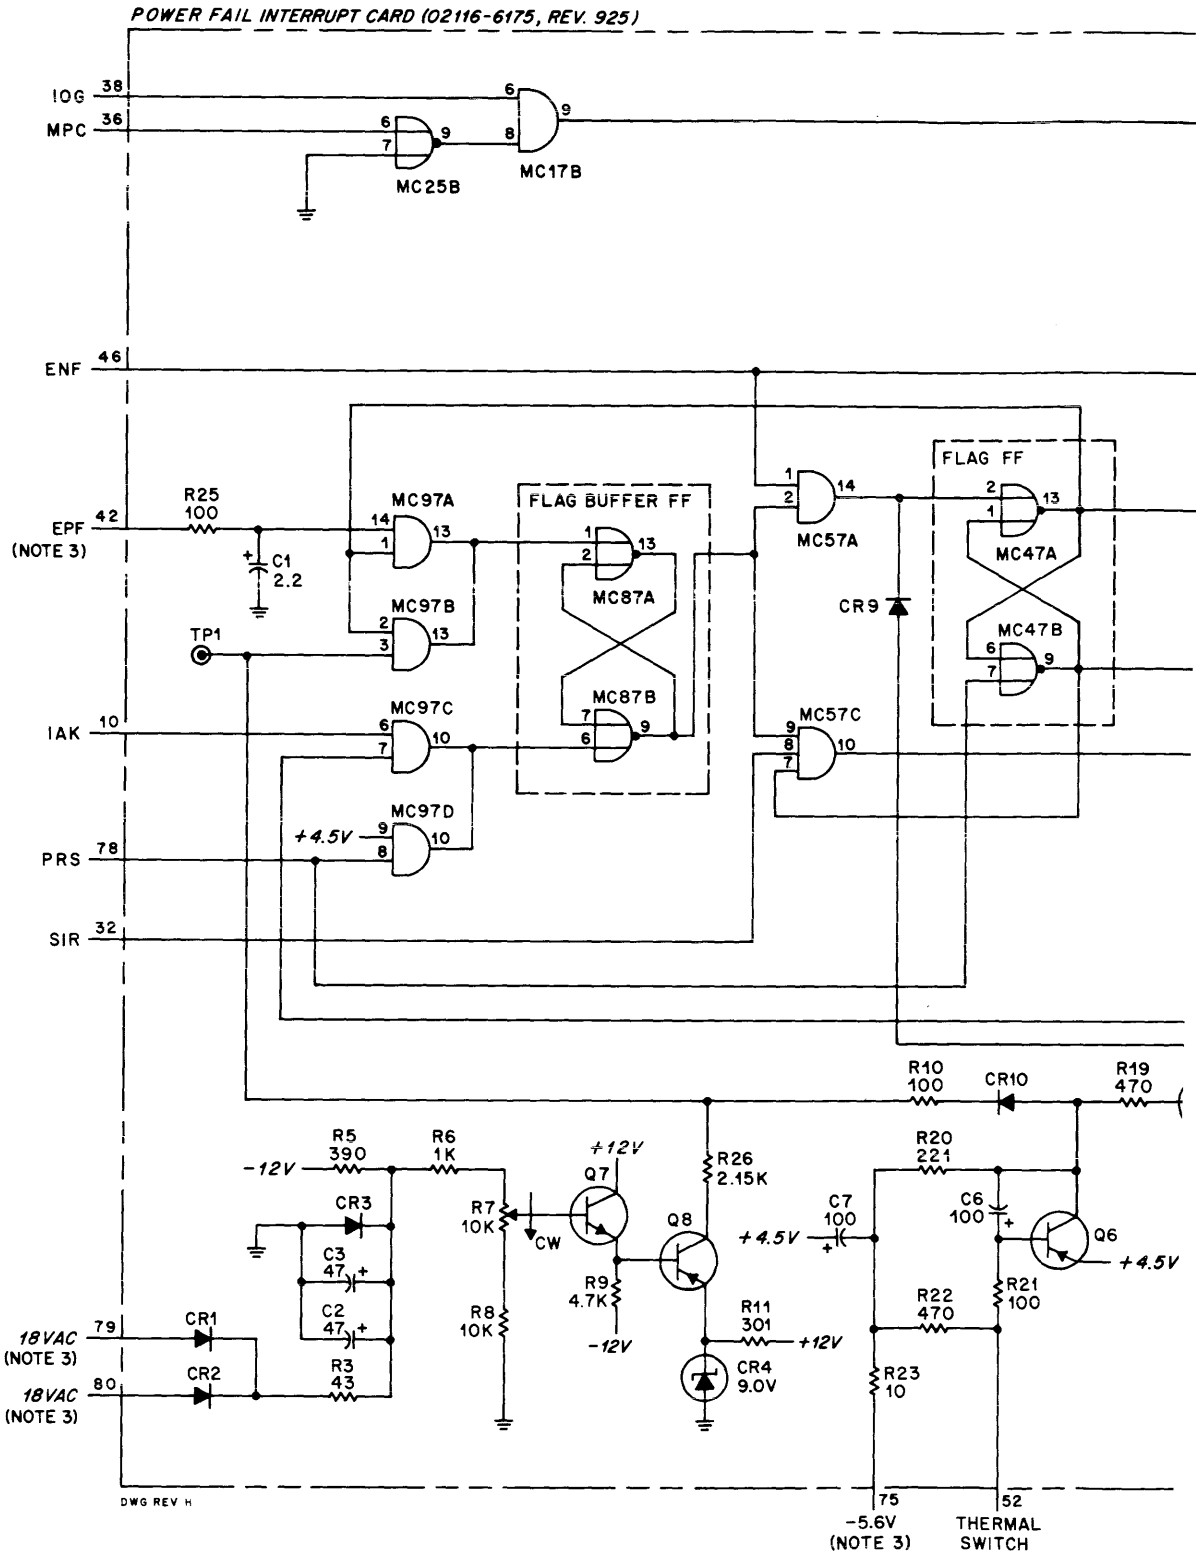 POWER FAIL INTERRUPT CARD (02116-6175, REV. 925)
IOG 38
MPC 36
6
8
9
MC17B
6
7
9
MC25B
ENF 46
EPF 42
(NOTE 3)
R25
100
C1
2.2
+
MC97A
14
1
13
MC97B
2
3
13
TP1
FLAG BUFFER FF
1
2
13
MC87A
MC87B
7
6
9
1
2
14
MC57A
CR9
FLAG FF
2
1
13
MC47A
MC47B
6
7
9
IAK 10
MC97C
6
7
10
MC57C
9
8
7
10
MC97D
+4.5V
9
8
10
PRS 78
SIR 32
R10
100
CR10
R19
470
R5
390
-12V
R6
1K
CR3
C3
47 +
C2
47 +
R3
43
R7
10K
CW
R8
10K
+12V
Q7
R9
4.7K
-12V
Q8
R26
2.15K
R11
301
+12V
CR4
9.0V
C7
100
+4.5V
+
R20
221
C6
100
+
Q6
+4.5V
R21
100
R22
470
R23
10
18VAC 79
(NOTE 3)
CR1
18VAC 80
(NOTE 3)
CR2
DWG REV H
75
-5.6V
(NOTE 3)
52
THERMAL
SWITCH